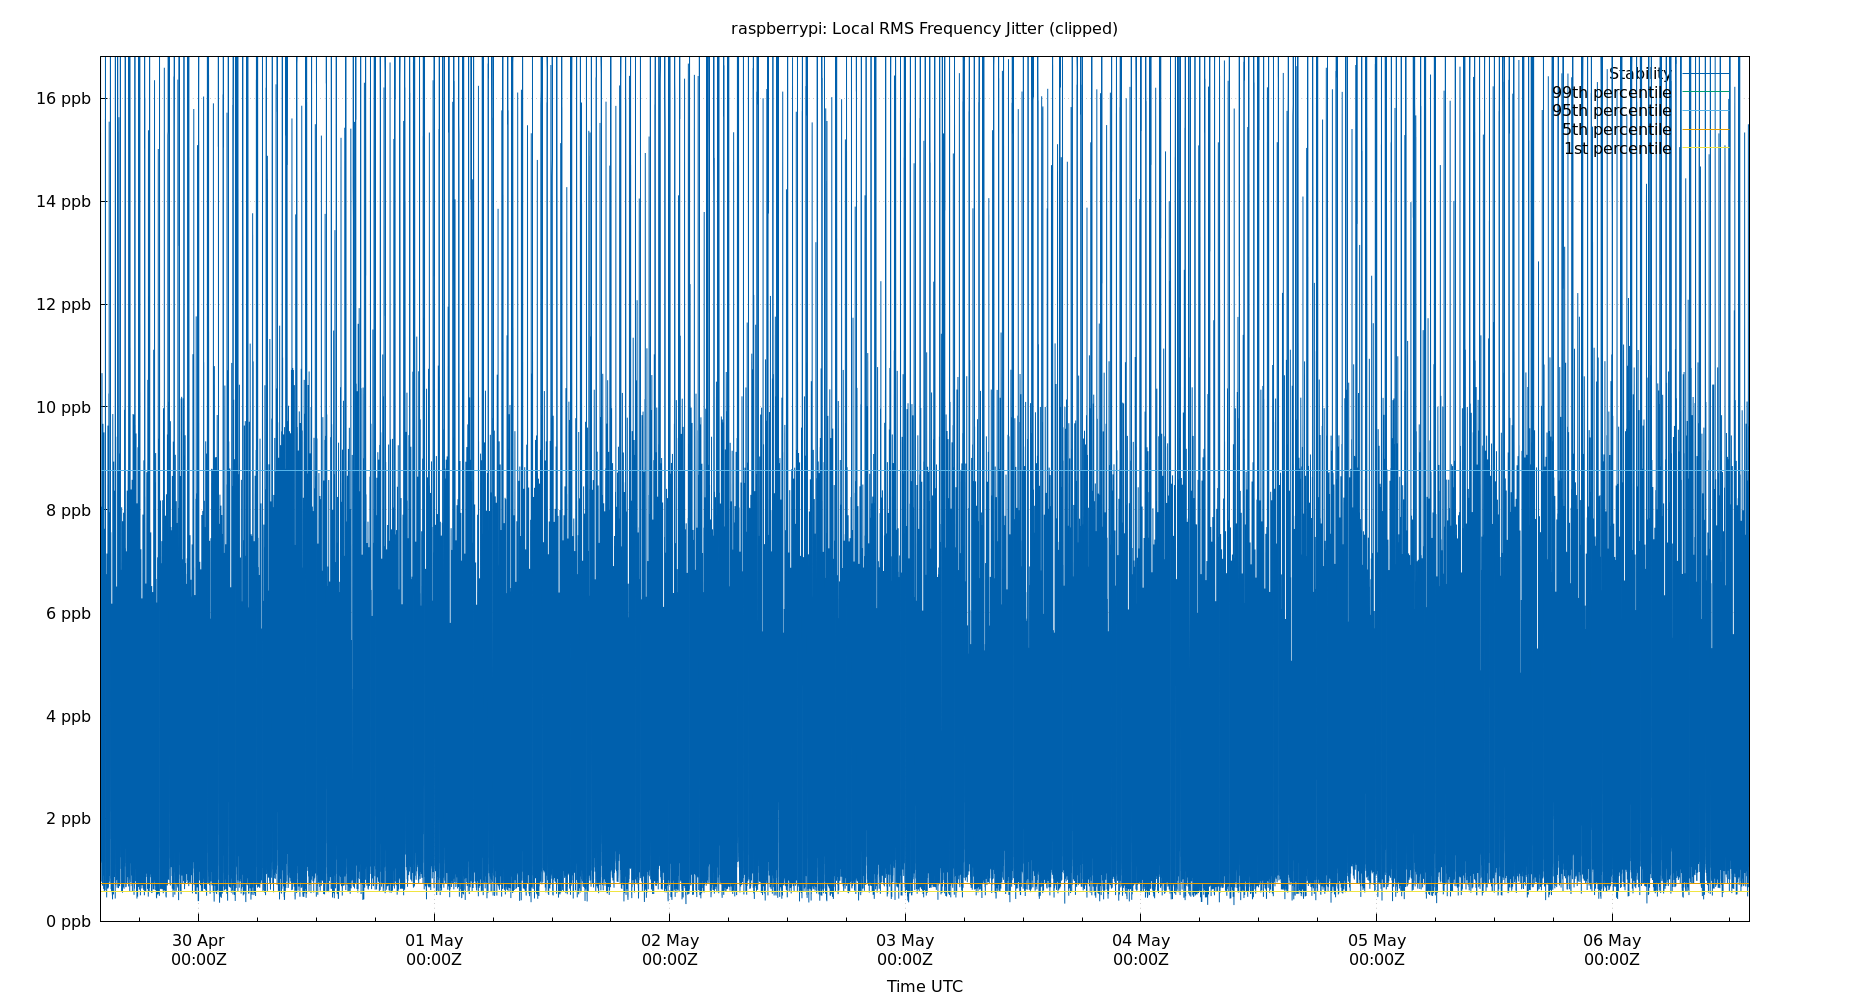 raspberrypi: Local RMS Frequency Jitter (clipped)
Stability
99th percentile
95th percentile
5th percentile
1st percentile
16 ppb
14 ppb
12 ppb
10 ppb
8 ppb
6 ppb
4 ppb
2 ppb
0 ppb
30 Apr 01 May 02 May 03 May 04 May 05 May 06 May
00:00Z 00:00Z 00:00Z 00:00Z 00:00Z 00:00Z 00:00Z
Time UTC